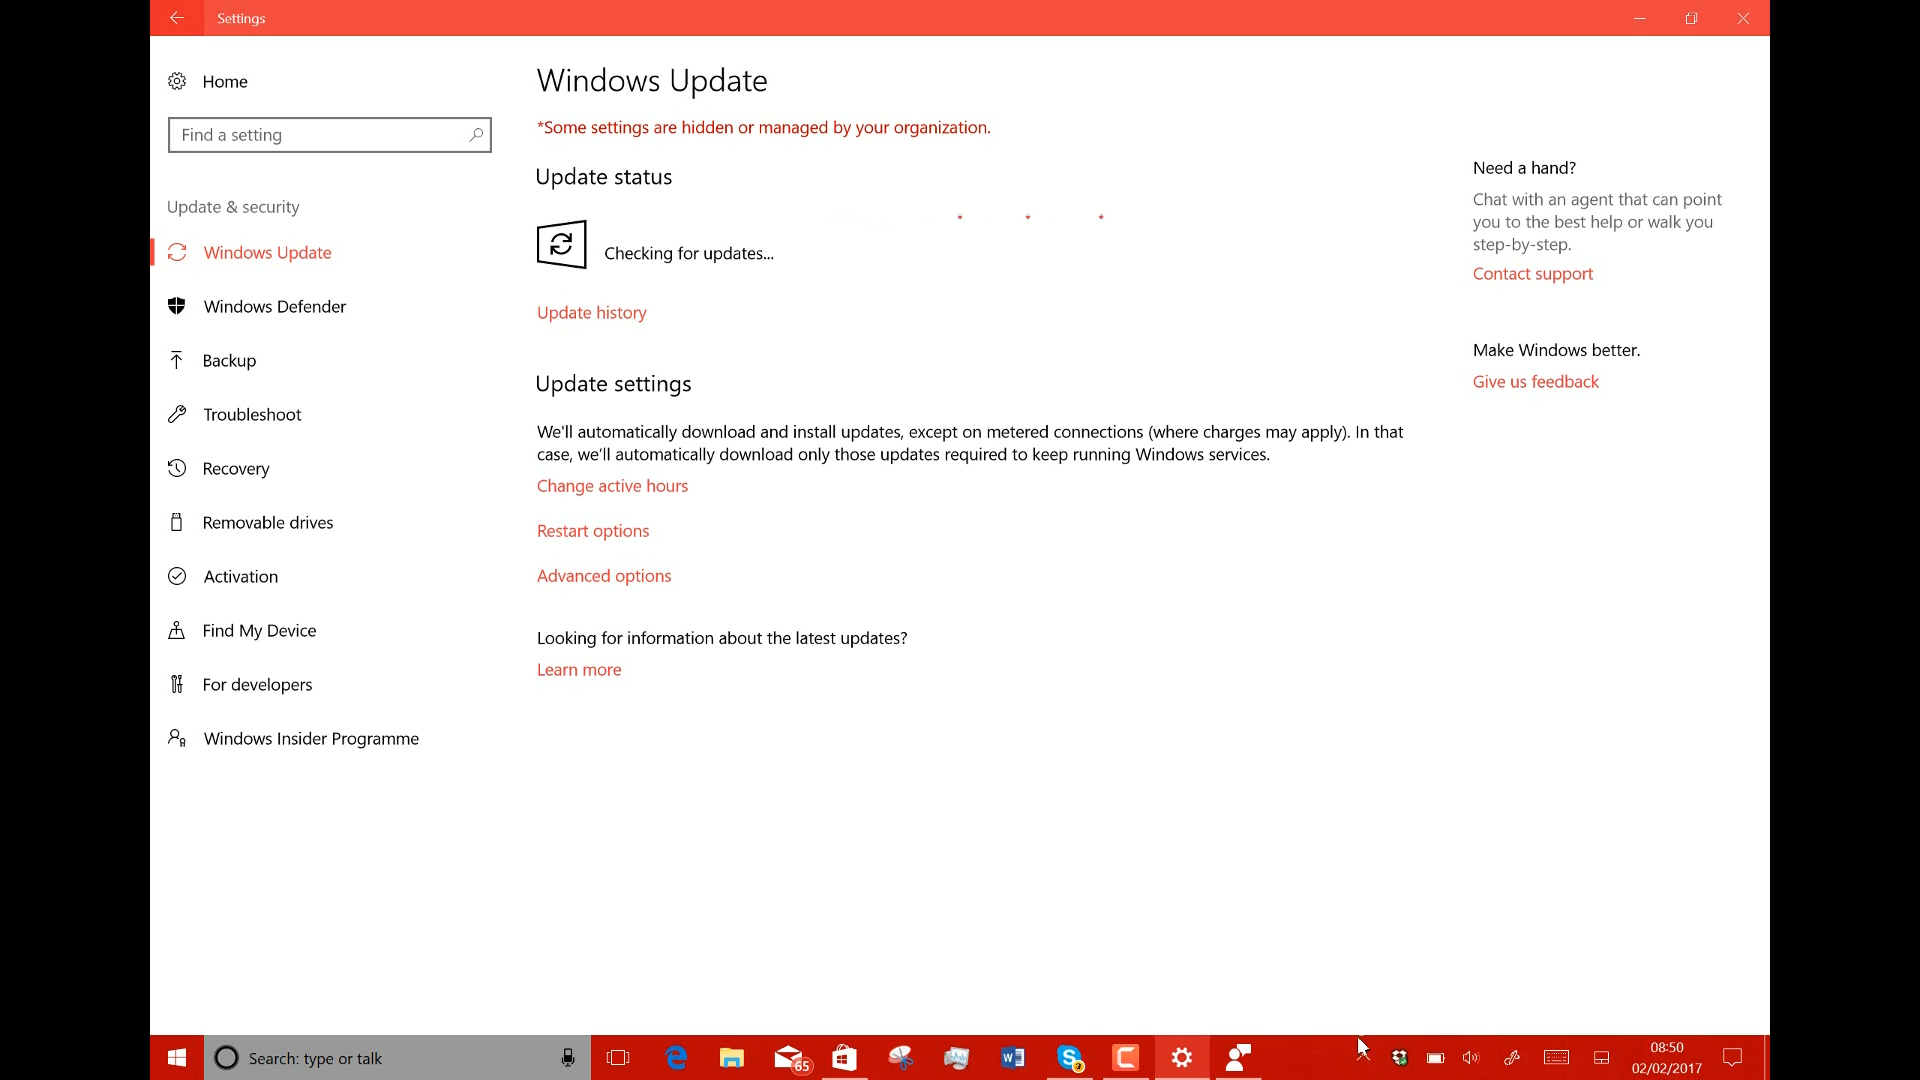 Settings
Home
Find a setting
Update & security
Windows Update
Windows Defender
Backup
Troubleshoot
Recovery
Removable drives
Activation
Find My Device
For developers
Windows Insider Programme
Windows Update
*Some settings are hidden or managed by your organization.
Update status
Checking for updates...
Update history
Update settings
We'll automatically download and install updates, except on metered connections (where charges may apply). In that
case, we'll automatically download only those updates required to keep running Windows services.
Change active hours
Restart options
Advanced options
Looking for information about the latest updates?
Learn more
Need a hand?
Chat with an agent that can point
you to the best help or walk you
step-by-step.
Contact support
Make Windows better.
Give us feedback
Search: type or talk
65
08:50
02/02/2017